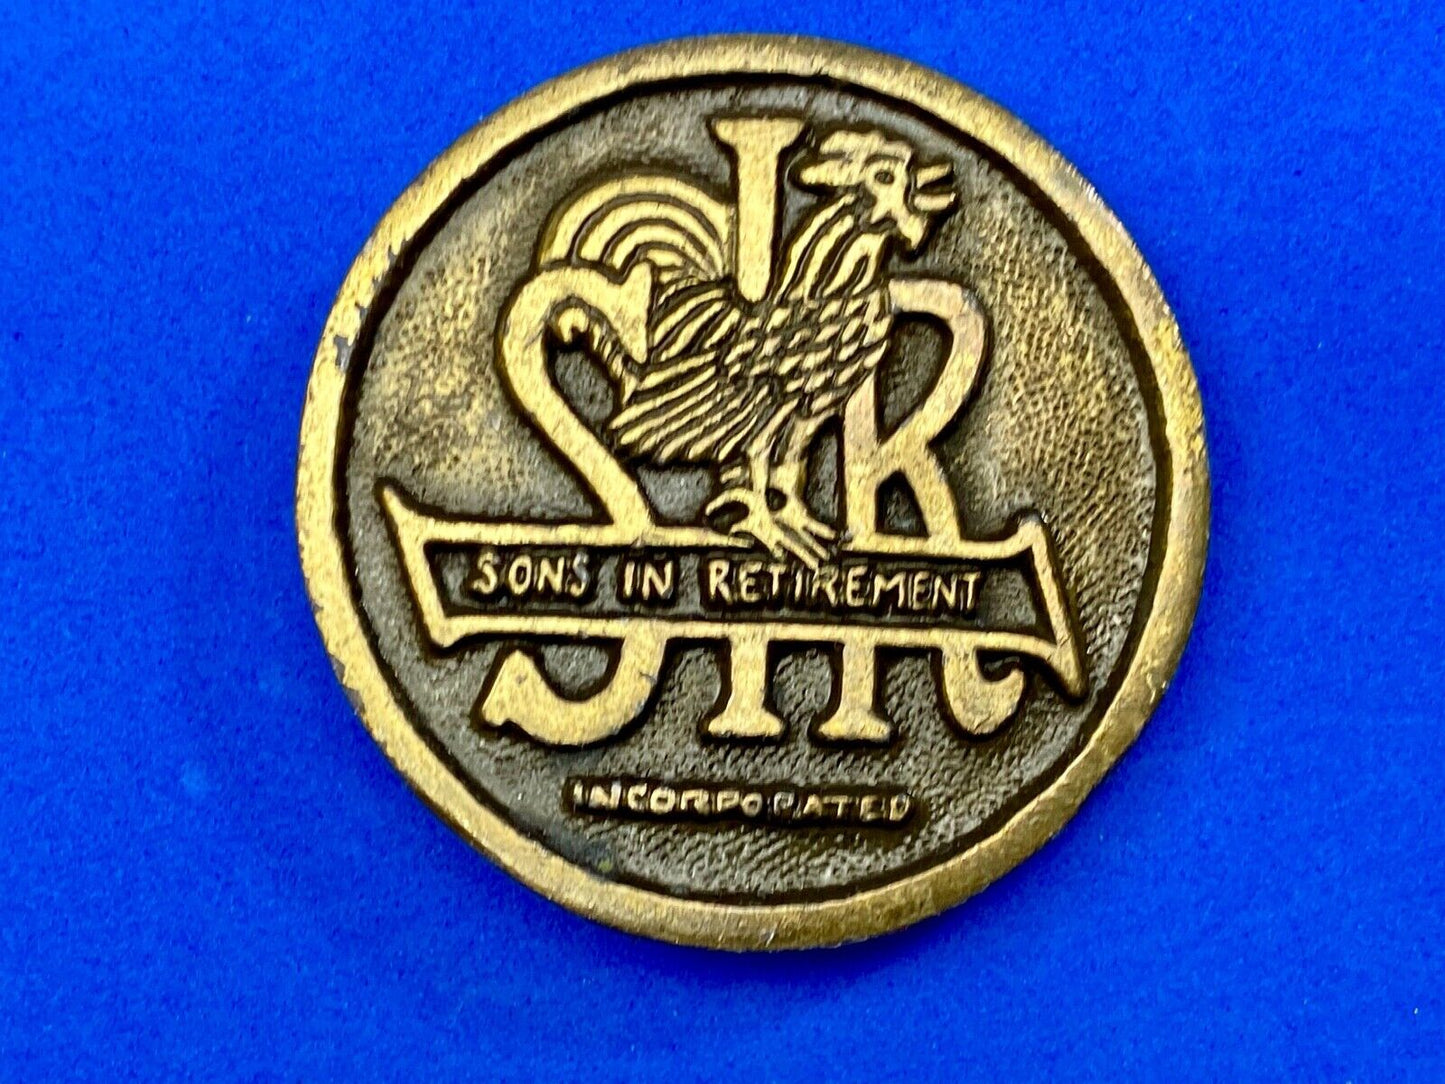 SIR
SONS IN RETIREMENT
INCORPORATED